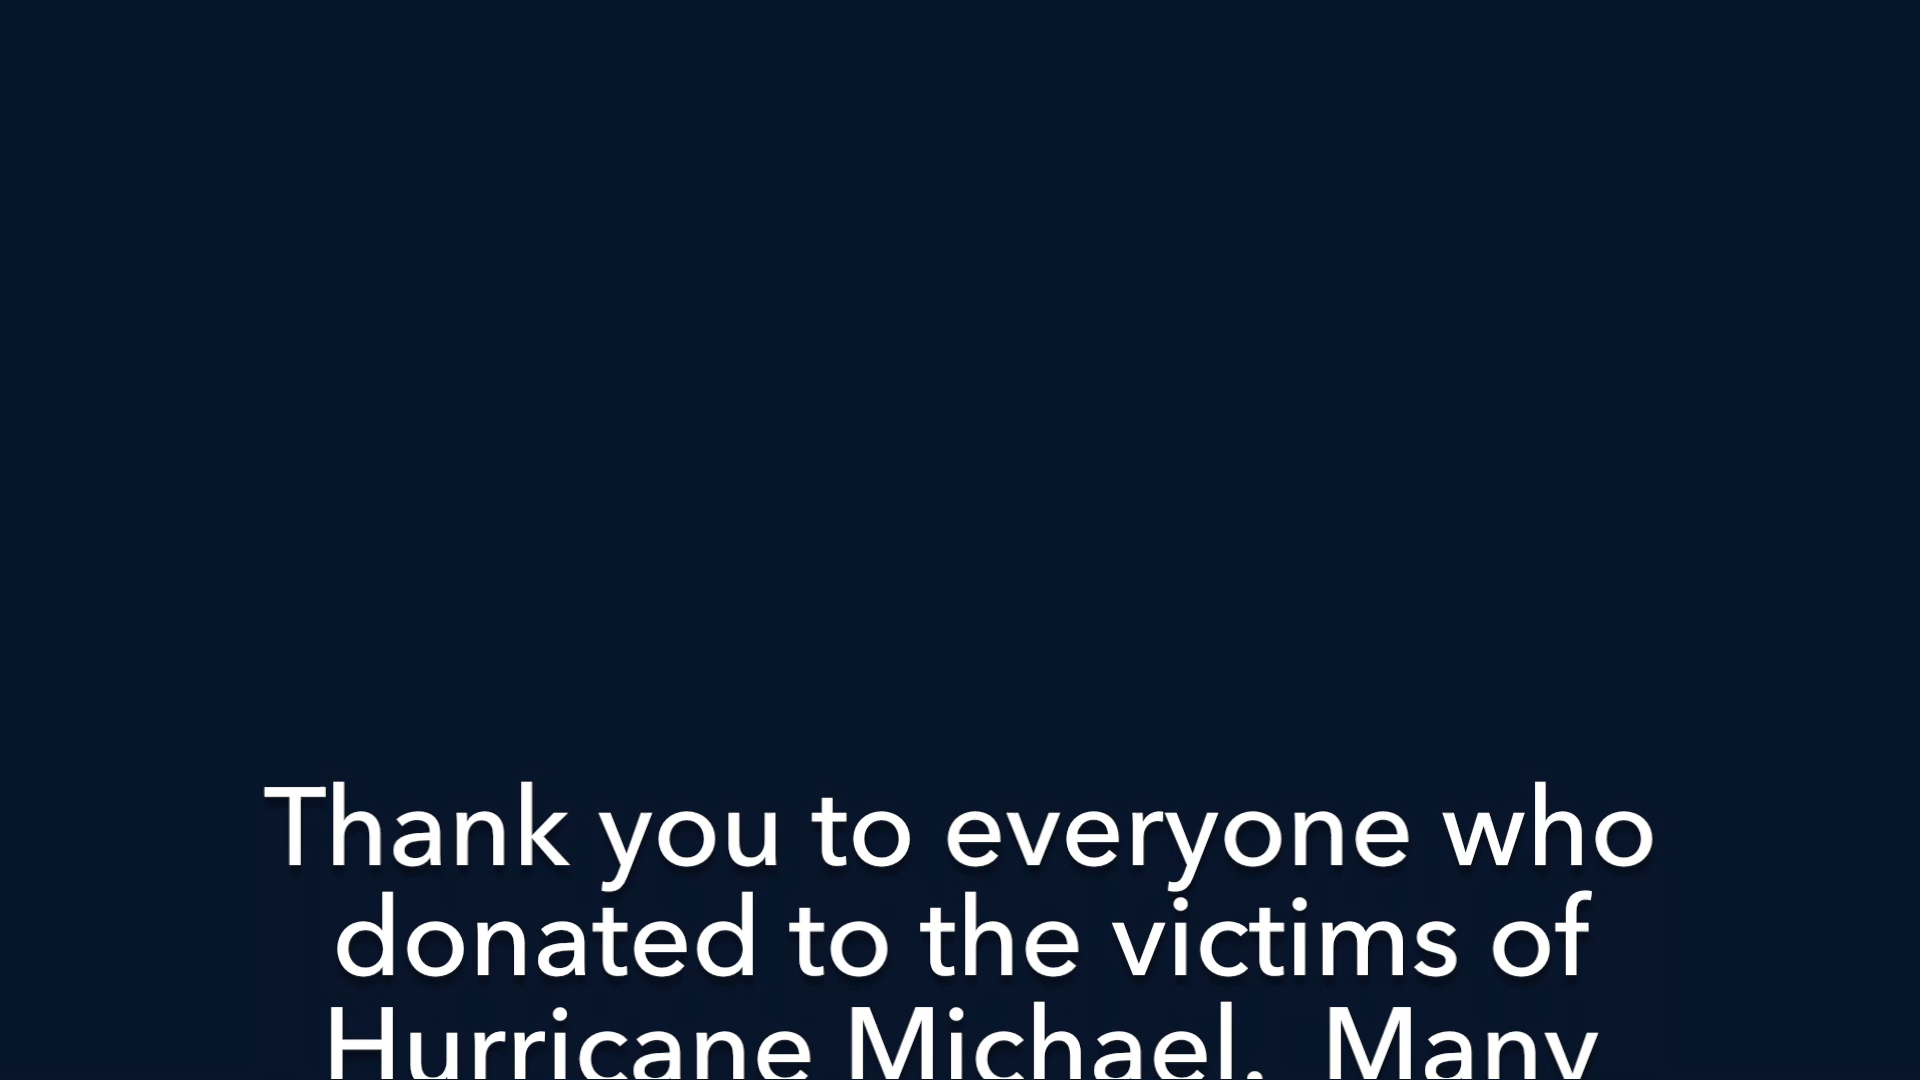 Thank you to everyone who
donated to the victims of
Hurricane Michael.  Many